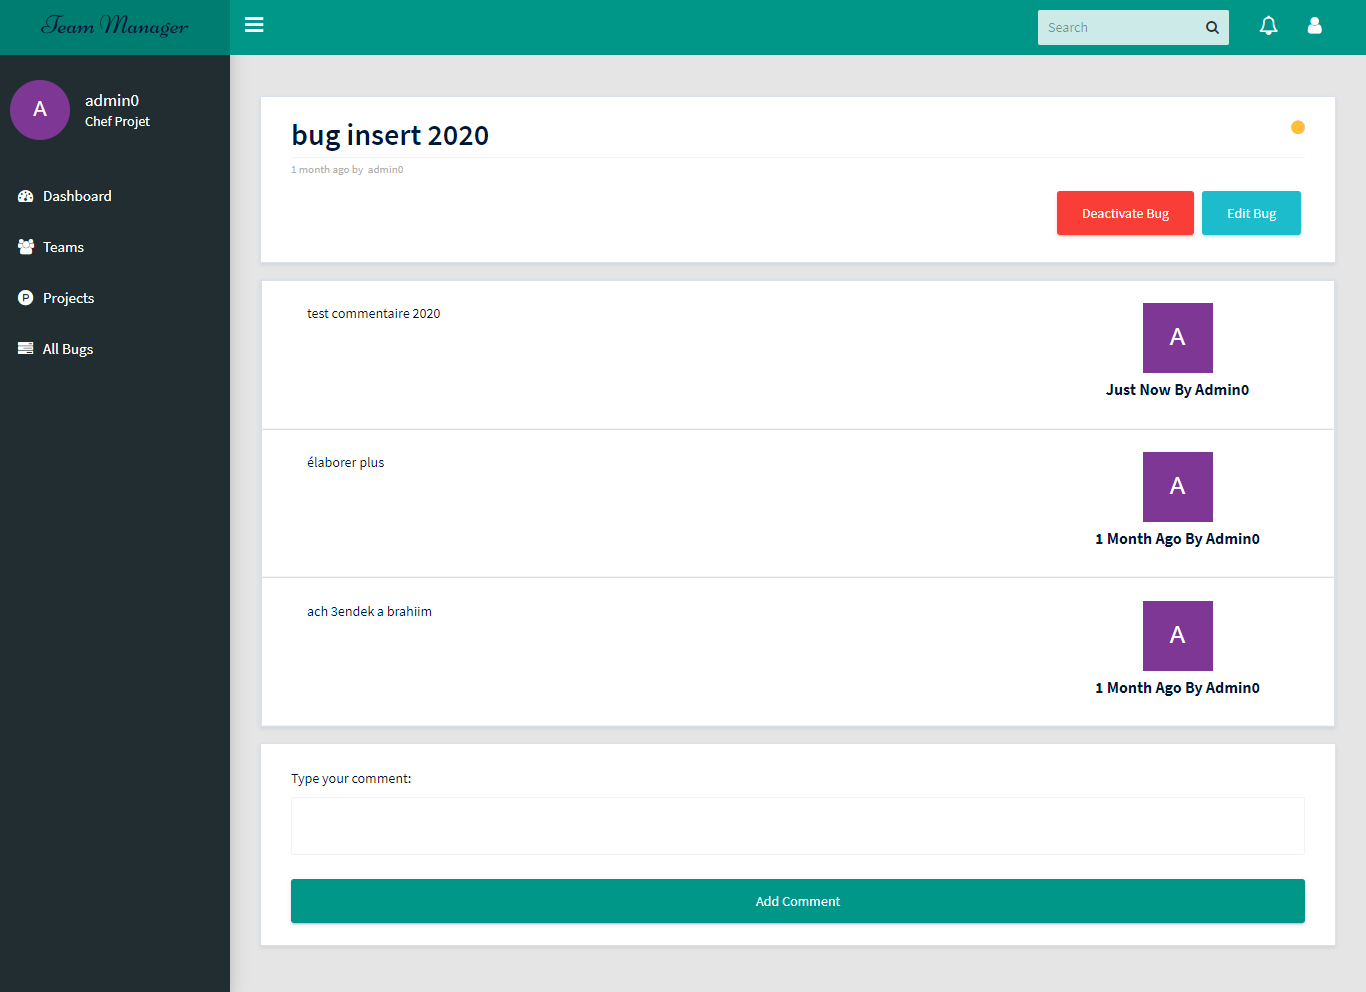 Team Manager
Search
A
admin0
Chef Projet
Dashboard
Teams
P Projects
All Bugs
bug insert 2020
1 month ago by admin0
Deactivate Bug
Edit Bug
test commentaire 2020
A
Just Now By Admin0
élaborer plus
A
1 Month Ago By Admin0
ach 3endek a brahiim
A
1 Month Ago By Admin0
Type your comment:
Add Comment